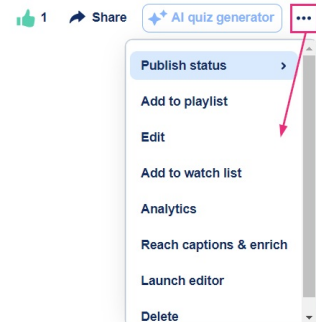 1 Share AI quiz generator ...
Publish status >
Add to playlist
Edit
Add to watch list
Analytics
Reach captions & enrich
Launch editor
Delete